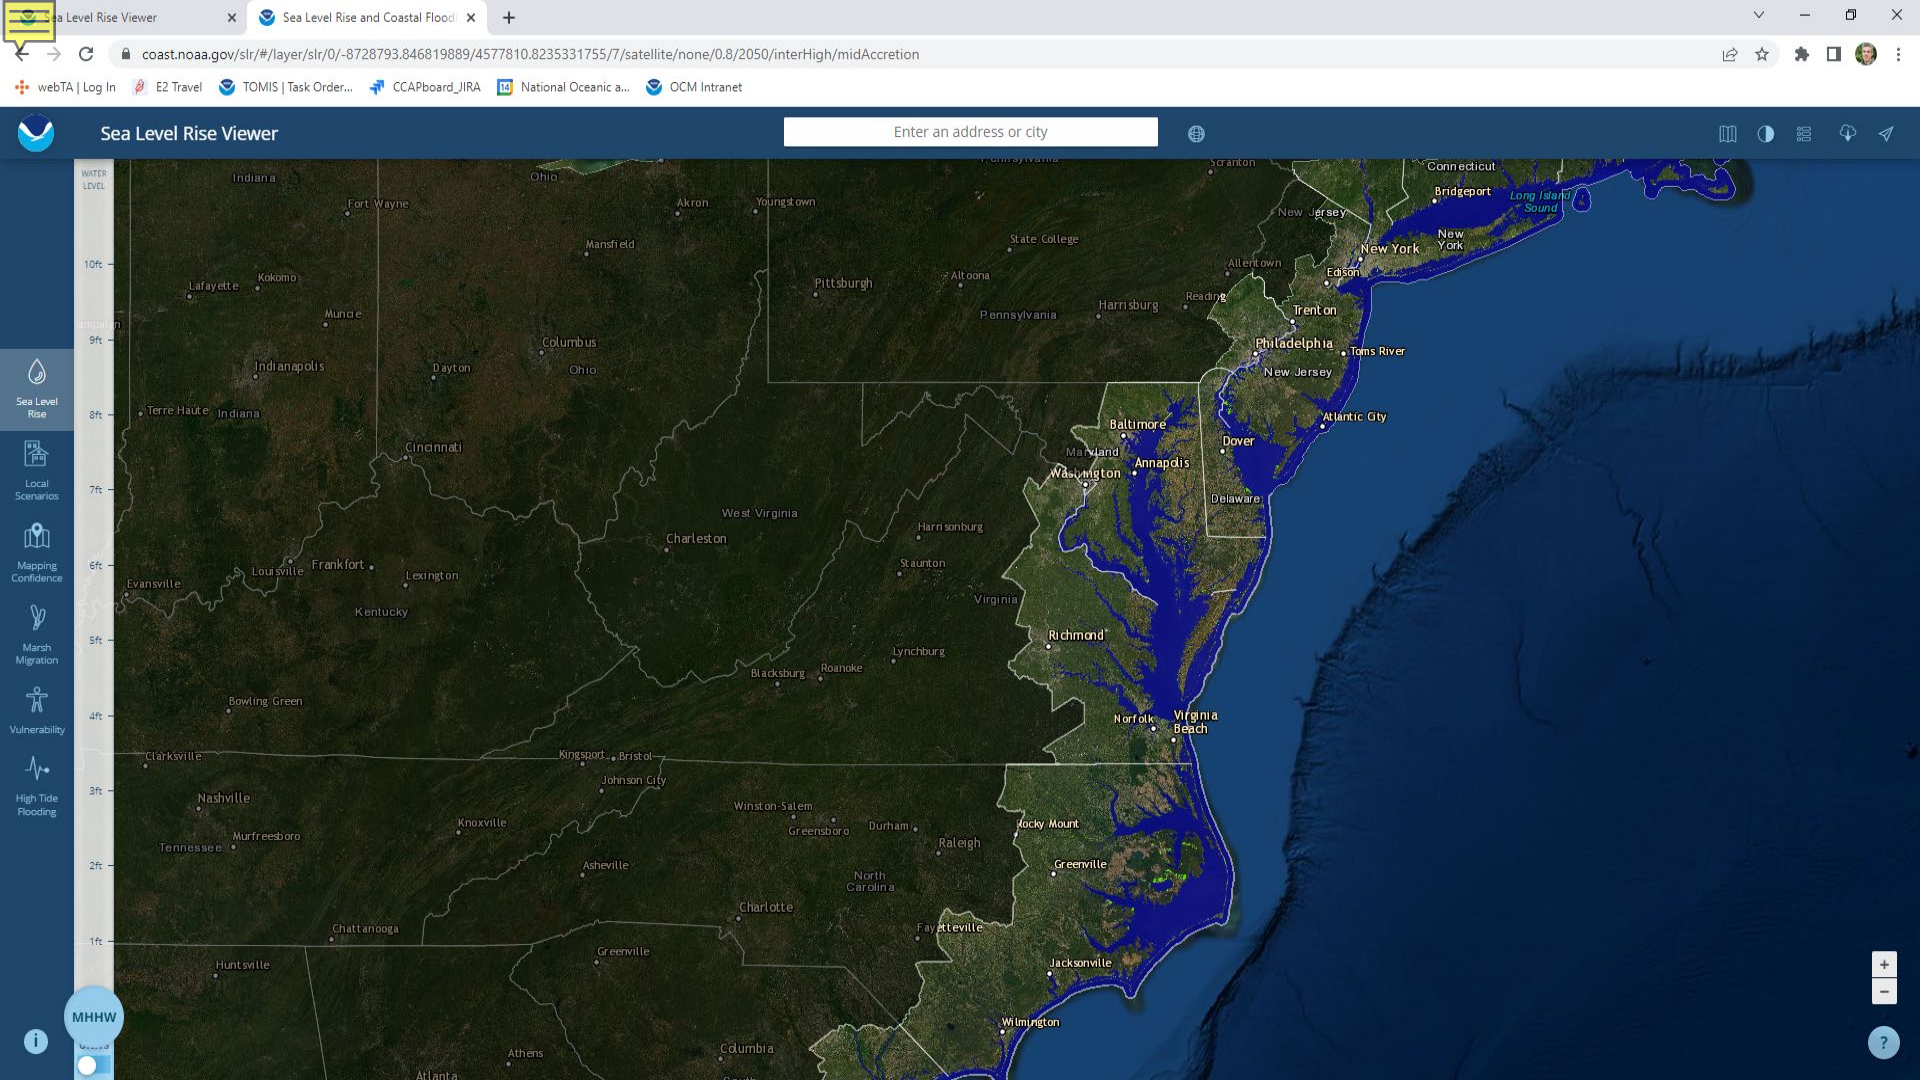 Sea Level Rise Viewer
Sea Level Rise and Coastal Floodi
coast.noaa.gov/slr/#/layer/slr/0/-8728793.846819889/4577810.8235331755/7/satellite/none/0.8/2050/interHigh/midAccretion
webTA | Log In
E2 Travel
TOMIS | Task Order...
CCAPboard_JIRA
14
National Oceanic a...
OCM Intranet
Sea Level Rise Viewer
Enter an address or city
WATER
LEVEL
10ft
9ft
8ft
7ft
6ft
5ft
4ft
3ft
2ft
1ft
MHHW
Sea Level
Rise
Local
Scenarios
Mapping
Confidence
Marsh
Migration
Vulnerability
High Tide
Flooding
i
Indiana
Ohio
Pennsylvania
Scranton
Connecticut
Bridgeport
Long Island
Sound
Fort Wayne
Akron
Youngstown
New Jersey
Mansfield
State College
New
York
New York
Allentown
Edison
Kokomo
Lafayette
Pittsburgh
Altoona
Harrisburg
Reading
Muncie
Pennsylvania
Trenton
Columbus
Philadelphia
Toms River
Indianapolis
Dayton
Ohio
New Jersey
Terre Haute
Indiana
Baltimore
Atlantic City
Cincinnati
Maryland
Dover
Washington
Annapolis
Delaware
West Virginia
Harrisonburg
Charleston
Louisville
Frankfort
Lexington
Staunton
Evansville
Kentucky
Virginia
Richmond
Lynchburg
Blacksburg
Roanoke
Bowling Green
Norfolk
Virginia
Beach
Clarksville
Kingsport
Bristol
Johnson City
Nashville
Winston-Salem
Greensboro
Durham
Rocky Mount
Knoxville
Murfreesboro
Tennessee
Raleigh
Asheville
Greenville
North
Carolina
Charlotte
Chattanooga
Fayetteville
Greenville
Huntsville
Jacksonville
Wilmington
Athens
Columbia
Atlanta
South
+
−
?